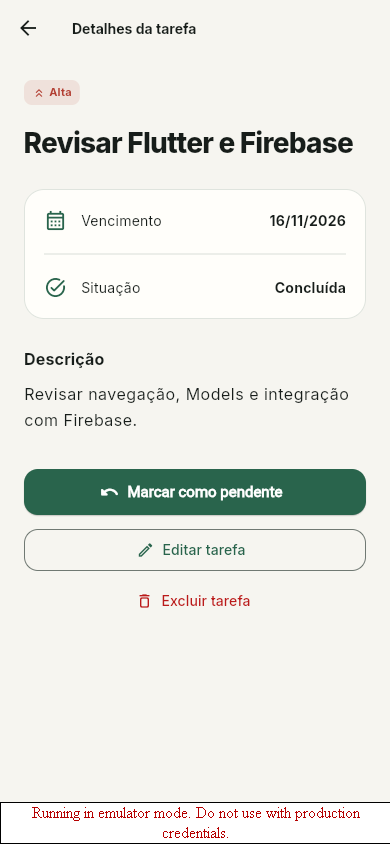 Detalhes da tarefa
Alta
Revisar Flutter e Firebase
Vencimento 16/11/2026
Situação Concluída
Descrição
Revisar navegação, Models e integração
com Firebase.
Marcar como pendente
Editar tarefa
Excluir tarefa
Running in emulator mode. Do not use with production
credentials.